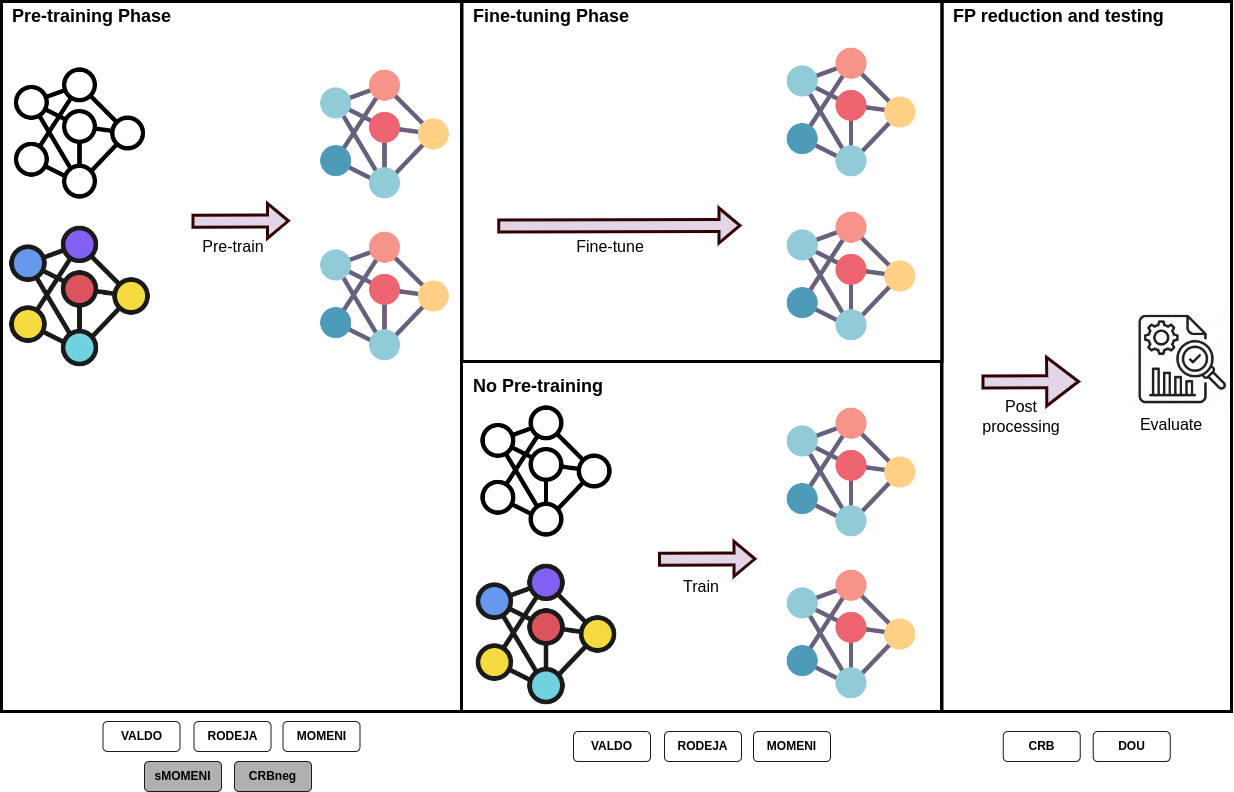 Pre-training Phase
Fine-tuning Phase
FP reduction and testing
Pre-train
Fine-tune
No Pre-training
Post
processing
Evaluate
Train
VALDO
RODEJA
MOMENI
sMOMENI
CRBneg
VALDO
RODEJA
MOMENI
CRB
DOU